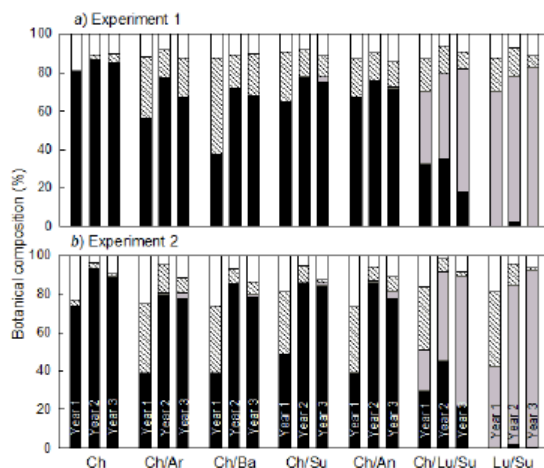 a) Experiment 1
100
80
60
40
20
0
b) Experiment 2
100
80
60
40
20
0
Botanical composition (%)
Year 1 Year 2 Year 3 Year 1 Year 2 Year 3 Year 1 Year 2 Year 3 Year 1 Year 2 Year 3 Year 1 Year 2 Year 3 Year 1 Year 2 Year 3 Year 1 Year 2 Year 3
Ch Ch/Ar Ch/Ba Ch/Su Ch/An Ch/Lu/Su Lu/Su